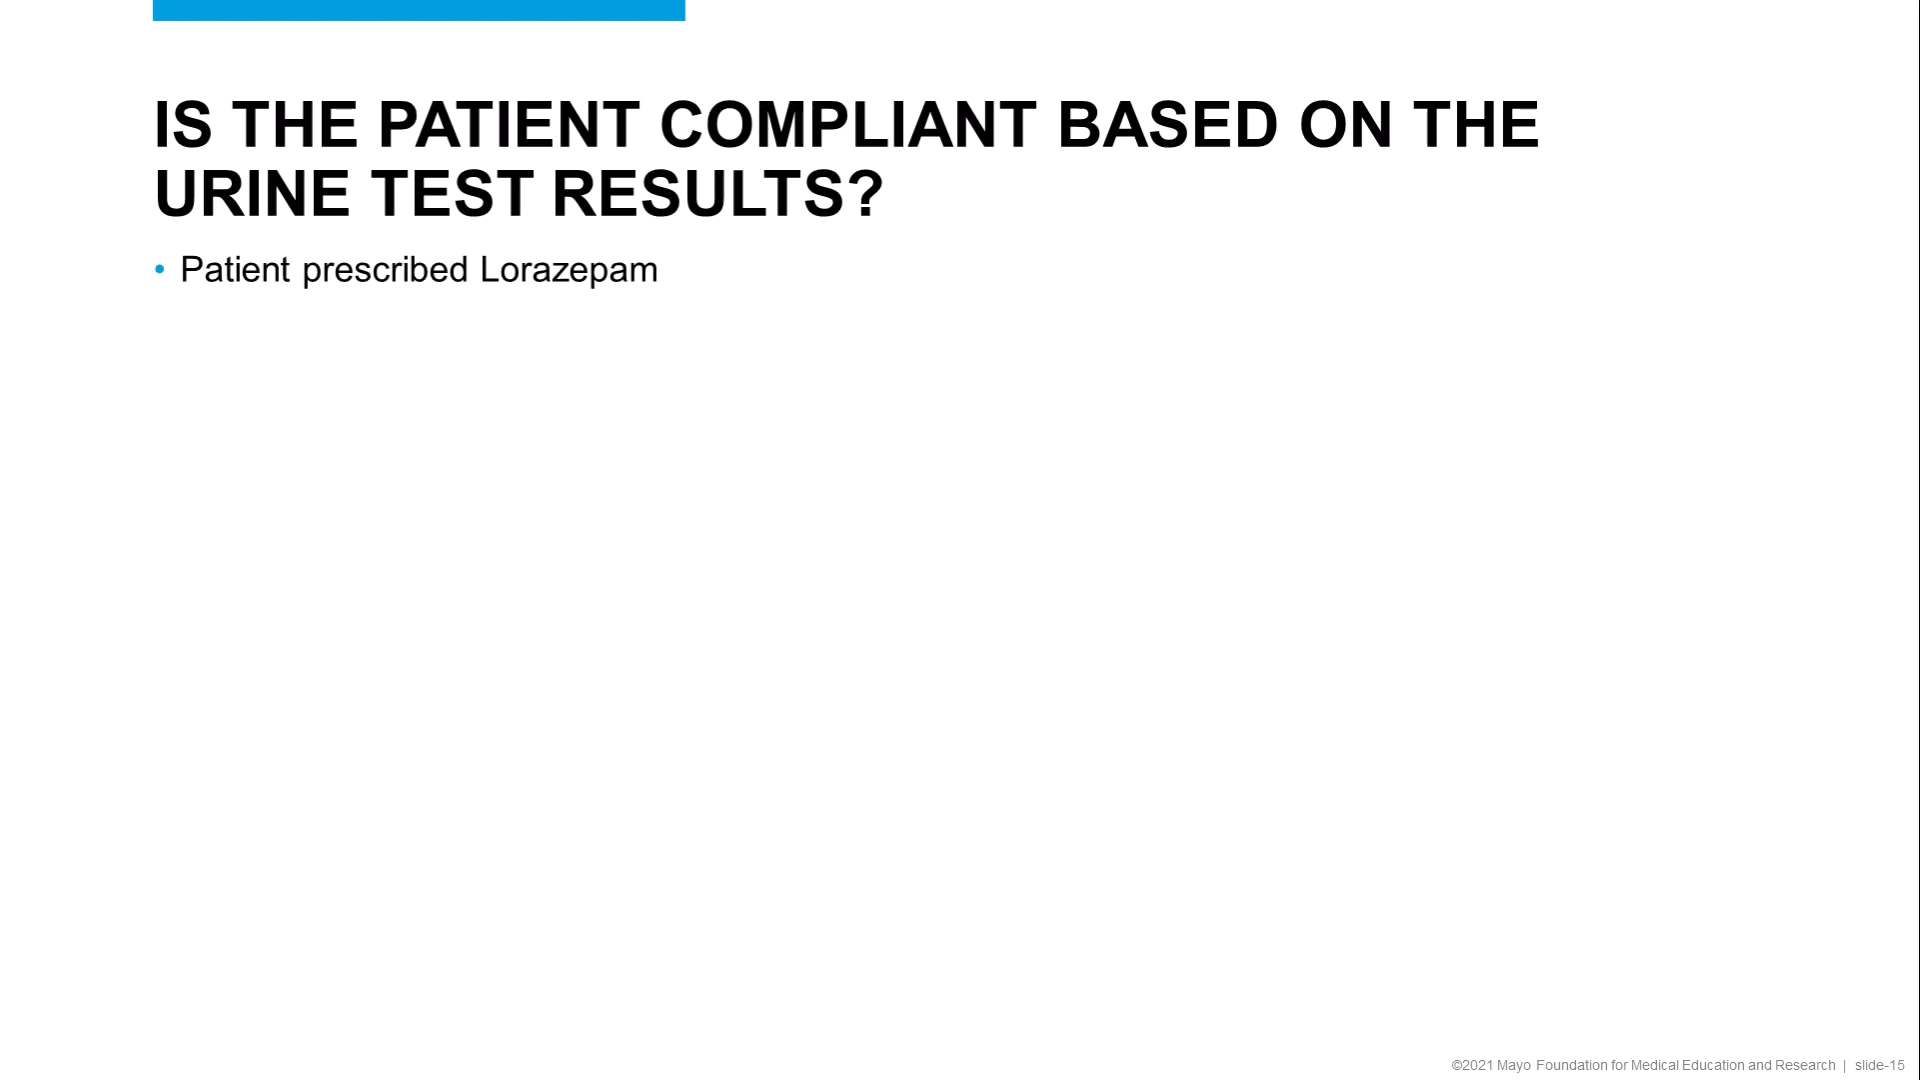 IS THE PATIENT COMPLIANT BASED ON THE
URINE TEST RESULTS?
• Patient prescribed Lorazepam
©2021 Mayo Foundation for Medical Education and Research | slide-15